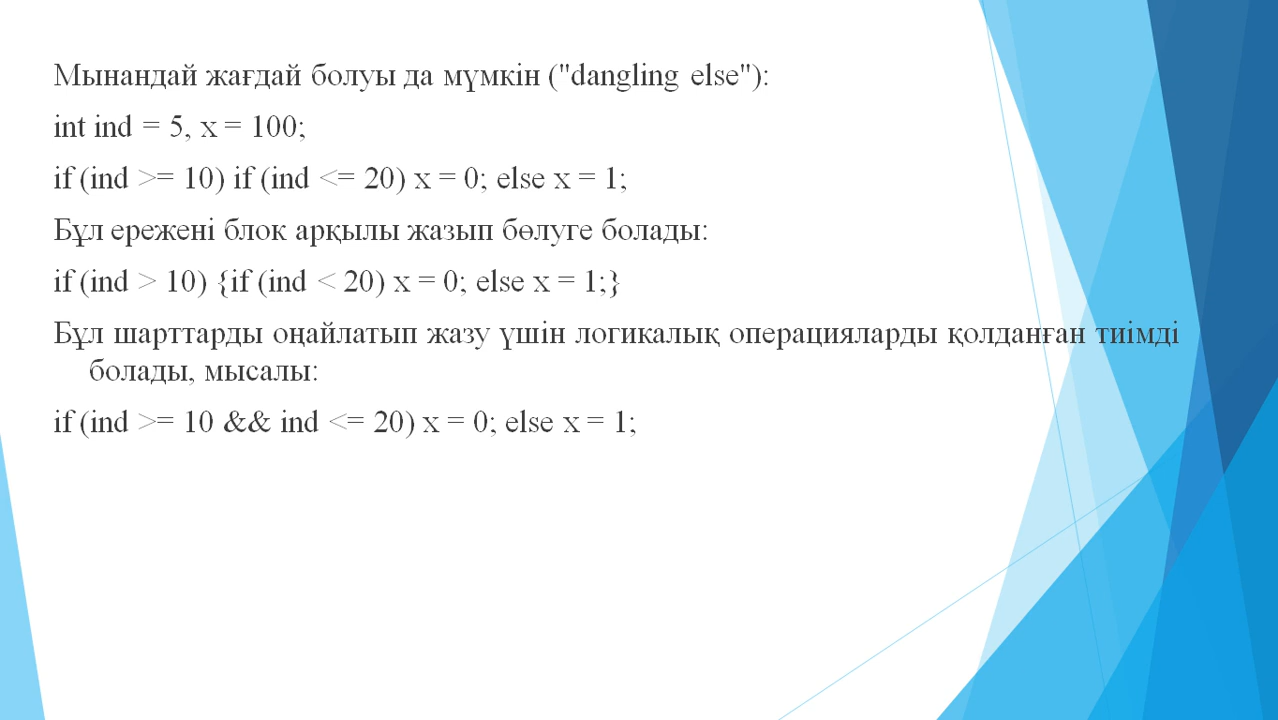 Мынандай жағдай болуы да мүмкін ("dangling else"):
int ind = 5, x = 100;
if (ind >= 10) if (ind <= 20) x = 0; else x = 1;
Бұл ережені блок арқылы жазып бөлуге болады:
if (ind > 10) {if (ind < 20) x = 0; else x = 1;}
Бұл шарттарды оңайлатып жазу үшін логикалық операцияларды қолданған тиімді
болады, мысалы:
if (ind >= 10 && ind <= 20) x = 0; else x = 1;